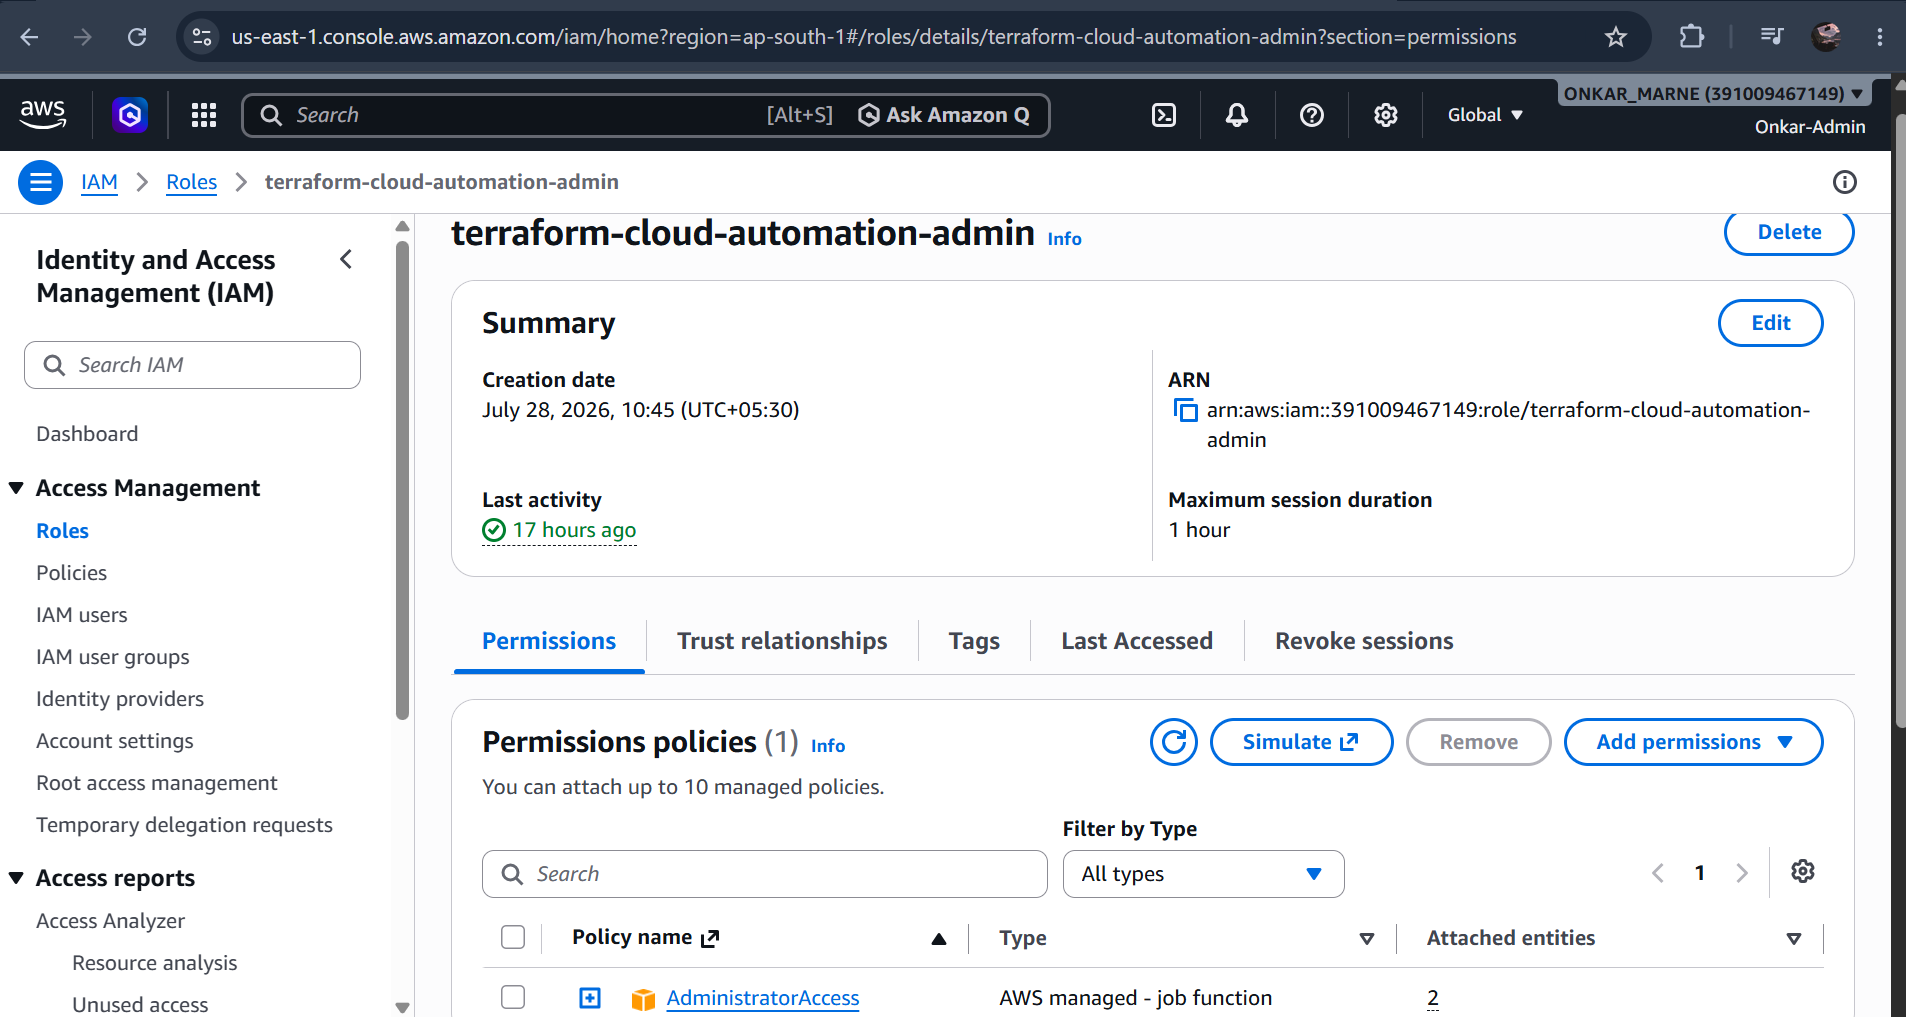 us-east-1.console.aws.amazon.com/iam/home?region=ap-south-1#/roles/details/terraform-cloud-automation-admin?section=permissions
aws
Search
[Alt+S]
Ask Amazon Q
Global
ONKAR_MARNE (391009467149)
Onkar-Admin
IAM
Roles
terraform-cloud-automation-admin
Identity and Access
Management (IAM)
Search IAM
Dashboard
Access Management
Roles
Policies
IAM users
IAM user groups
Identity providers
Account settings
Root access management
Temporary delegation requests
Access reports
Access Analyzer
Resource analysis
Unused access
terraform-cloud-automation-admin Info
Delete
Summary
Edit
Creation date
July 28, 2026, 10:45 (UTC+05:30)
ARN
arn:aws:iam::391009467149:role/terraform-cloud-automation-
admin
Last activity
17 hours ago
Maximum session duration
1 hour
Permissions
Trust relationships
Tags
Last Accessed
Revoke sessions
Permissions policies (1) Info
Simulate
Remove
Add permissions
You can attach up to 10 managed policies.
Filter by Type
Search
All types
1
Policy name
Type
Attached entities
AdministratorAccess
AWS managed - job function
2